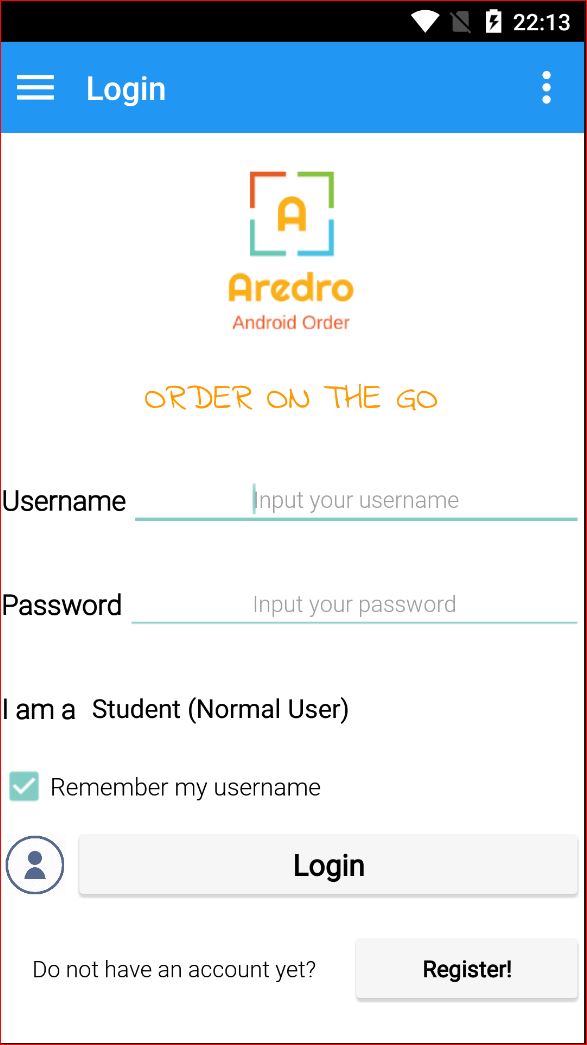 22:13
Login
A
Aredro
Android Order
ORDER ON THE GO
Username Input your username
Password Input your password
I am a Student (Normal User)
Remember my username
Login
Do not have an account yet? Register!